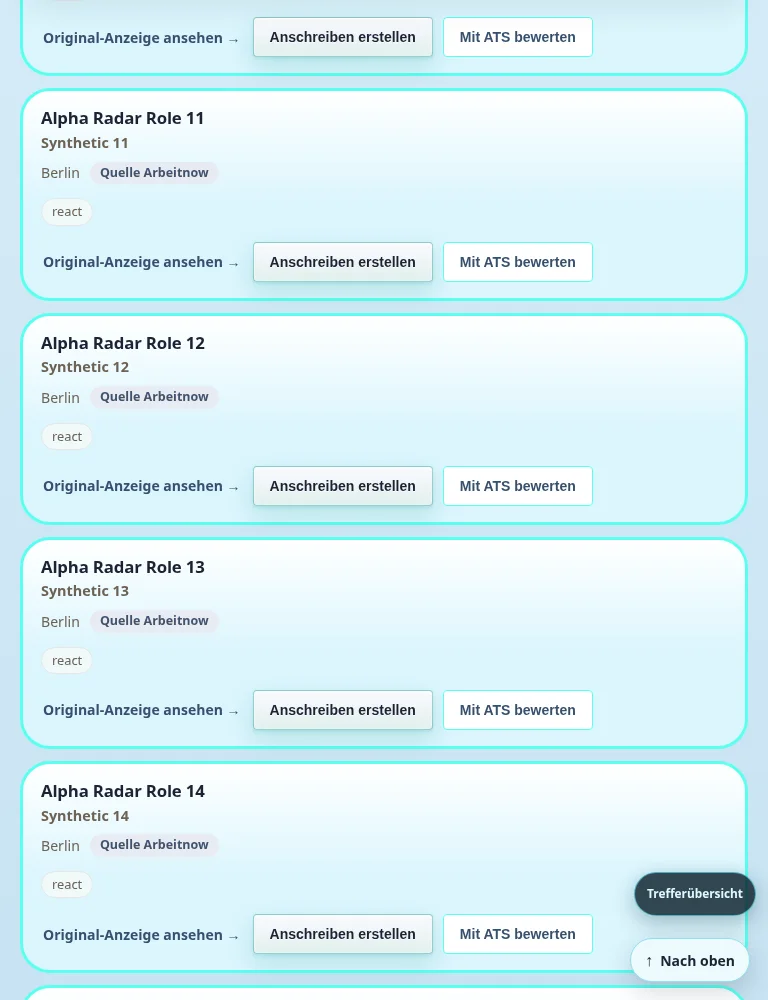 Original-Anzeige ansehen → Anschreiben erstellen Mit ATS bewerten
Alpha Radar Role 11
Synthetic 11
Berlin Quelle Arbeitnow
react
Original-Anzeige ansehen → Anschreiben erstellen Mit ATS bewerten
Alpha Radar Role 12
Synthetic 12
Berlin Quelle Arbeitnow
react
Original-Anzeige ansehen → Anschreiben erstellen Mit ATS bewerten
Alpha Radar Role 13
Synthetic 13
Berlin Quelle Arbeitnow
react
Original-Anzeige ansehen → Anschreiben erstellen Mit ATS bewerten
Alpha Radar Role 14
Synthetic 14
Berlin Quelle Arbeitnow
react
Trefferübersicht
Original-Anzeige ansehen → Anschreiben erstellen Mit ATS bewerten
↑ Nach oben